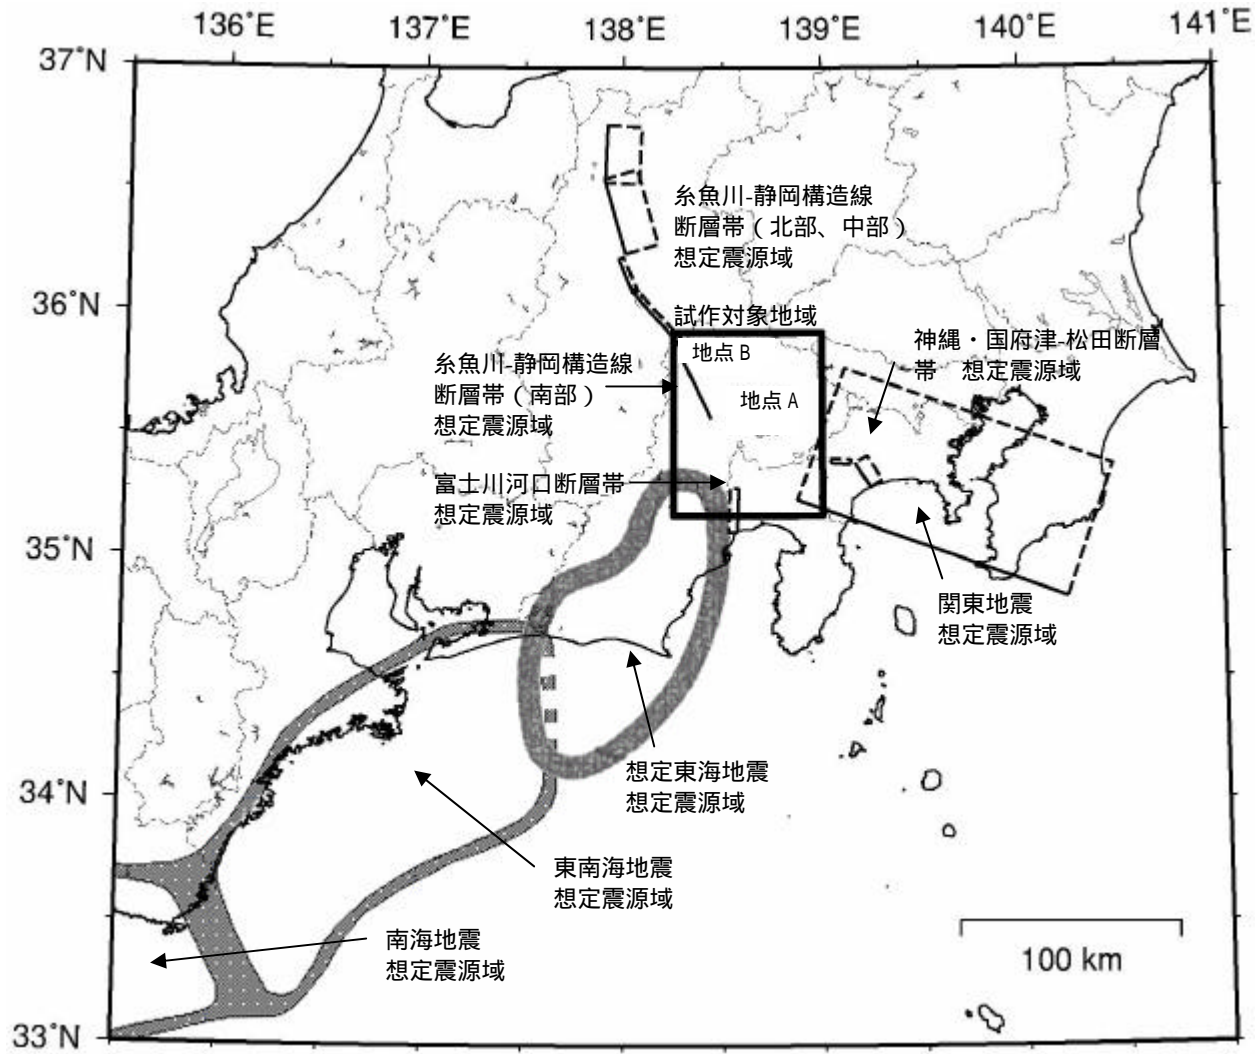 136°E 137°E 138°E 139°E 140°E 141°E
37°N
糸魚川-静岡構造線
断層帯（北部、中部）
想定震源域
36°N
試作対象地域
神縄・国府津-松田断層
帯　想定震源域
地点 B
糸魚川-静岡構造線
断層帯（南部）
想定震源域
地点 A
富士川河口断層帯
想定震源域
35°N
関東地震
想定震源域
想定東海地震
想定震源域
34°N
東南海地震
想定震源域
南海地震
想定震源域
100 km
33°N